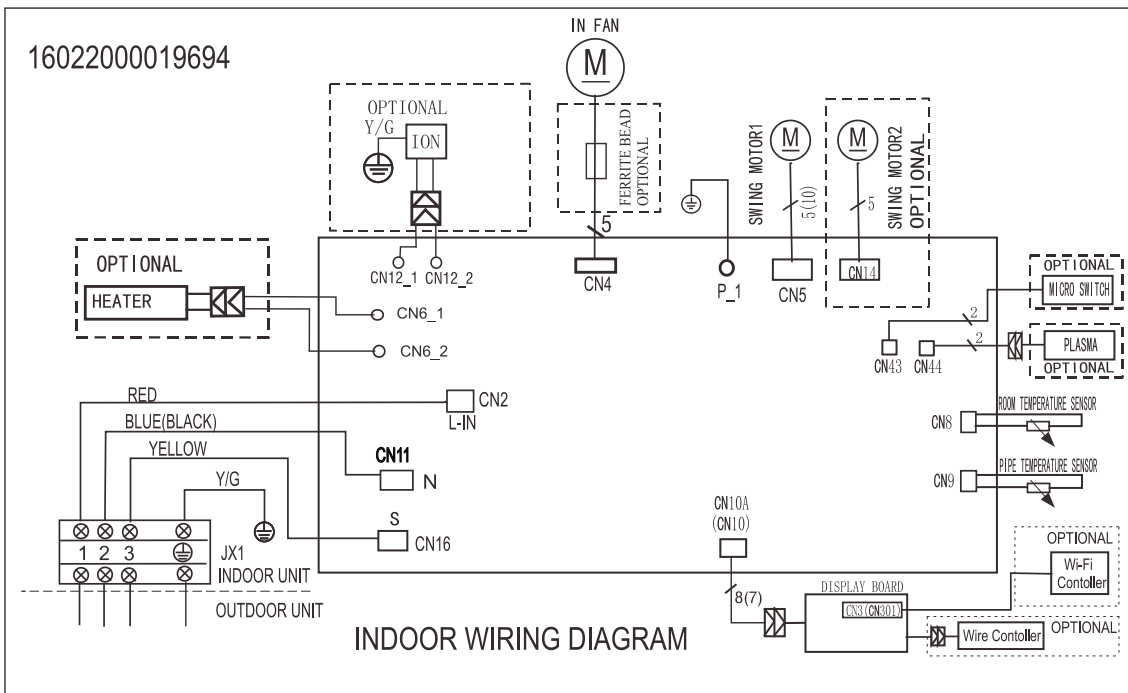 16022000019694
IN FAN
M
OPTIONAL
Y/G
ION
FERRITE BEAD
OPTIONAL
SWING MOTOR1
M
5(10)
M
5
SWING MOTOR2
OPTIONAL
5
CN12_1
CN12_2
CN4
P_1
CN5
CN14
OPTIONAL
HEATER
CN6_1
CN6_2
OPTIONAL
MICRO SWITCH
2
2
PLASMA
OPTIONAL
CN43
CN44
RED
CN2
L-IN
BLUE(BLACK)
CN11
N
YELLOW
S
CN16
Y/G
CN8
ROOM TEMPERATURE SENSOR
CN9
PIPE TEMPERATURE SENSOR
CN10A
(CN10)
8(7)
1 2 3
JX1
INDOOR UNIT
OUTDOOR UNIT
DISPLAY BOARD
CN3(CN301)
OPTIONAL
Wi-Fi
Contoller
Wire Contoller
OPTIONAL
INDOOR WIRING DIAGRAM